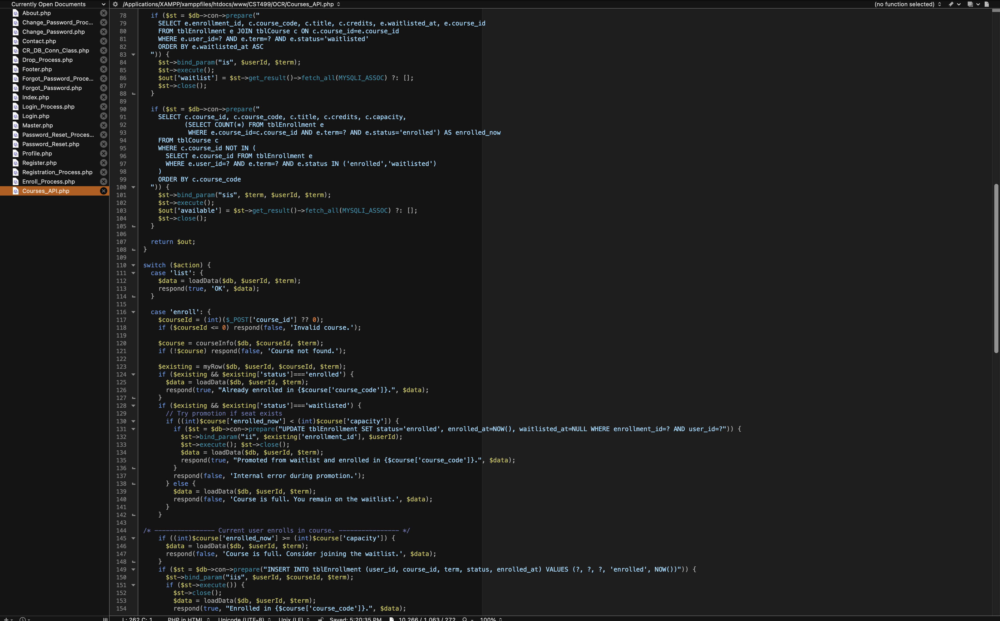 Currently Open Documents
/Applications/XAMPP/xamppfiles/htdocs/www/CST499/OCR/Courses_API.php
(no function selected)
About.php
Change_Password_Proc...
Change_Password.php
Contact.php
CR_DB_Conn_Class.php
Drop_Process.php
Footer.php
Forgot_Password_Proce...
Forgot_Password.php
Index.php
Login_Process.php
Login.php
Master.php
Password_Reset_Proces...
Password_Reset.php
Profile.php
Register.php
Registration_Process.php
Enroll_Process.php
Courses_API.php
78 if ($st = $db->con->prepare("
79 SELECT e.enrollment_id, c.course_code, c.title, c.credits, e.waitlisted_at, e.course_id
80 FROM tblEnrollment e JOIN tblCourse c ON c.course_id=e.course_id
81 WHERE e.user_id=? AND e.term=? AND e.status='waitlisted'
82 ORDER BY e.waitlisted_at ASC
83 ")) {
84 $st->bind_param("is", $userId, $term);
85 $st->execute();
86 $out['waitlist'] = $st->get_result()->fetch_all(MYSQLI_ASSOC) ?: [];
87 $st->close();
88 }
89
90 if ($st = $db->con->prepare("
91 SELECT c.course_id, c.course_code, c.title, c.credits, c.capacity,
92 (SELECT COUNT(*) FROM tblEnrollment e
93 WHERE e.course_id=c.course_id AND e.term=? AND e.status='enrolled') AS enrolled_now
94 FROM tblCourse c
95 WHERE c.course_id NOT IN (
96 SELECT e.course_id FROM tblEnrollment e
97 WHERE e.user_id=? AND e.term=? AND e.status IN ('enrolled','waitlisted')
98 )
99 ORDER BY c.course_code
100 ")) {
101 $st->bind_param("sis", $term, $userId, $term);
102 $st->execute();
103 $out['available'] = $st->get_result()->fetch_all(MYSQLI_ASSOC) ?: [];
104 $st->close();
105 }
106
107 return $out;
108 }
109
110 switch ($action) {
111 case 'list': {
112 $data = loadData($db, $userId, $term);
113 respond(true, 'OK', $data);
114 }
115
116 case 'enroll': {
117 $courseId = (int)($_POST['course_id'] ?? 0);
118 if ($courseId <= 0) respond(false, 'Invalid course.');
119
120 $course = courseInfo($db, $courseId, $term);
121 if (!$course) respond(false, 'Course not found.');
122
123 $existing = myRow($db, $userId, $courseId, $term);
124 if ($existing && $existing['status']==='enrolled') {
125 $data = loadData($db, $userId, $term);
126 respond(true, "Already enrolled in {$course['course_code']}.", $data);
127 }
128 if ($existing && $existing['status']==='waitlisted') {
129 // Try promotion if seat exists
130 if ((int)$course['enrolled_now'] < (int)$course['capacity']) {
131 if ($st = $db->con->prepare("UPDATE tblEnrollment SET status='enrolled', enrolled_at=NOW(), waitlisted_at=NULL WHERE enrollment_id=? AND user_id=?")) {
132 $st->bind_param("ii", $existing['enrollment_id'], $userId);
133 $st->execute(); $st->close();
134 $data = loadData($db, $userId, $term);
135 respond(true, "Promoted from waitlist and enrolled in {$course['course_code']}.", $data);
136 }
137 respond(false, 'Internal error during promotion.');
138 } else {
139 $data = loadData($db, $userId, $term);
140 respond(false, 'Course is full. You remain on the waitlist.', $data);
141 }
142 }
143
144 /* ---------------- Current user enrolls in course. ---------------- */
145 if ((int)$course['enrolled_now'] >= (int)$course['capacity']) {
146 $data = loadData($db, $userId, $term);
147 respond(false, 'Course is full. Consider joining the waitlist.', $data);
148 }
149 if ($st = $db->con->prepare("INSERT INTO tblEnrollment (user_id, course_id, term, status, enrolled_at) VALUES (?, ?, ?, 'enrolled', NOW())")) {
150 $st->bind_param("iis", $userId, $courseId, $term);
151 if ($st->execute()) {
152 $st->close();
153 $data = loadData($db, $userId, $term);
154 respond(true, "Enrolled in {$course['course_code']}.", $data);
L: 262 C: 1 PHP in HTML Unicode (UTF-8) Unix (LF) Saved: 5:20:35 PM 10,266 / 1,063 / 272 - 100%